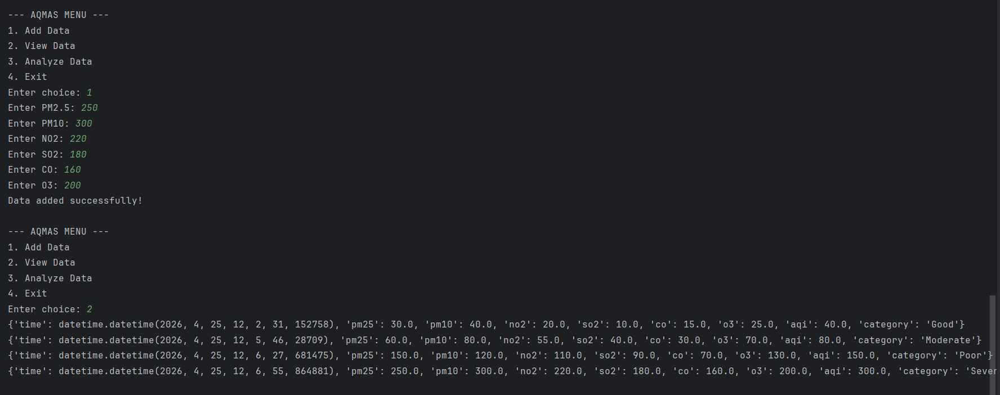 --- AQMAS MENU ---
1. Add Data
2. View Data
3. Analyze Data
4. Exit
Enter choice: 1
Enter PM2.5: 250
Enter PM10: 300
Enter NO2: 220
Enter SO2: 180
Enter CO: 160
Enter O3: 200
Data added successfully!
--- AQMAS MENU ---
1. Add Data
2. View Data
3. Analyze Data
4. Exit
Enter choice: 2
{'time': datetime.datetime(2026, 4, 25, 12, 2, 31, 152758), 'pm25': 30.0, 'pm10': 40.0, 'no2': 20.0, 'so2': 10.0, 'co': 15.0, 'o3': 25.0, 'aqi': 40.0, 'category': 'Good'}
{'time': datetime.datetime(2026, 4, 25, 12, 5, 46, 28709), 'pm25': 60.0, 'pm10': 80.0, 'no2': 55.0, 'so2': 40.0, 'co': 30.0, 'o3': 70.0, 'aqi': 80.0, 'category': 'Moderate'}
{'time': datetime.datetime(2026, 4, 25, 12, 6, 27, 681475), 'pm25': 150.0, 'pm10': 120.0, 'no2': 110.0, 'so2': 90.0, 'co': 70.0, 'o3': 130.0, 'aqi': 150.0, 'category': 'Poor'}
{'time': datetime.datetime(2026, 4, 25, 12, 6, 55, 864881), 'pm25': 250.0, 'pm10': 300.0, 'no2': 220.0, 'so2': 180.0, 'co': 160.0, 'o3': 200.0, 'aqi': 300.0, 'category':